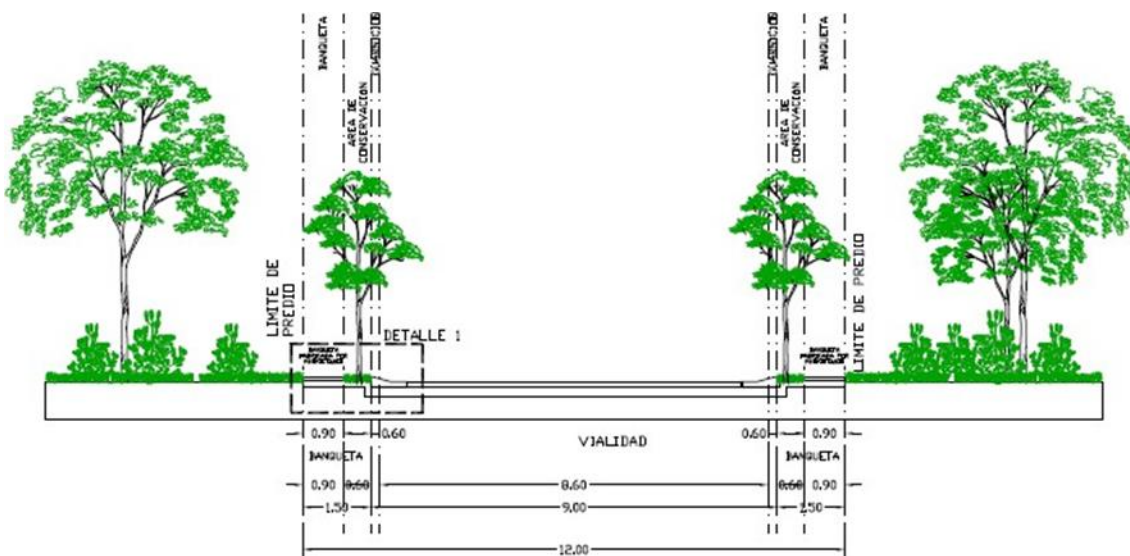 BANQUETA
BANQUETA
AREA DE
CONSERVACION
AREA DE
CONSERVACION
LIMITE DE
PREDIO
LIMITE DE PREDIO
DETALLE 1
BANQUETA
BANQUETA
0.90
0.60
VIALIDAD
0.60
0.90
BANQUETA
BANQUETA
0.90
0.60
8.60
0.60
0.90
1.50
9.00
1.50
12.00